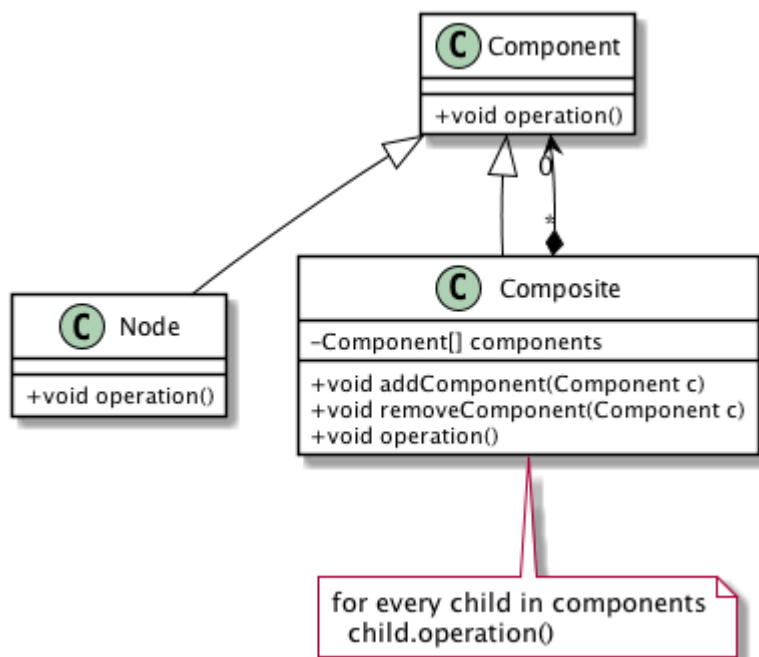 C Component
+void operation()
0
*
C Node
+void operation()
C Composite
-Component[] components
+void addComponent(Component c)
+void removeComponent(Component c)
+void operation()
for every child in components
child.operation()